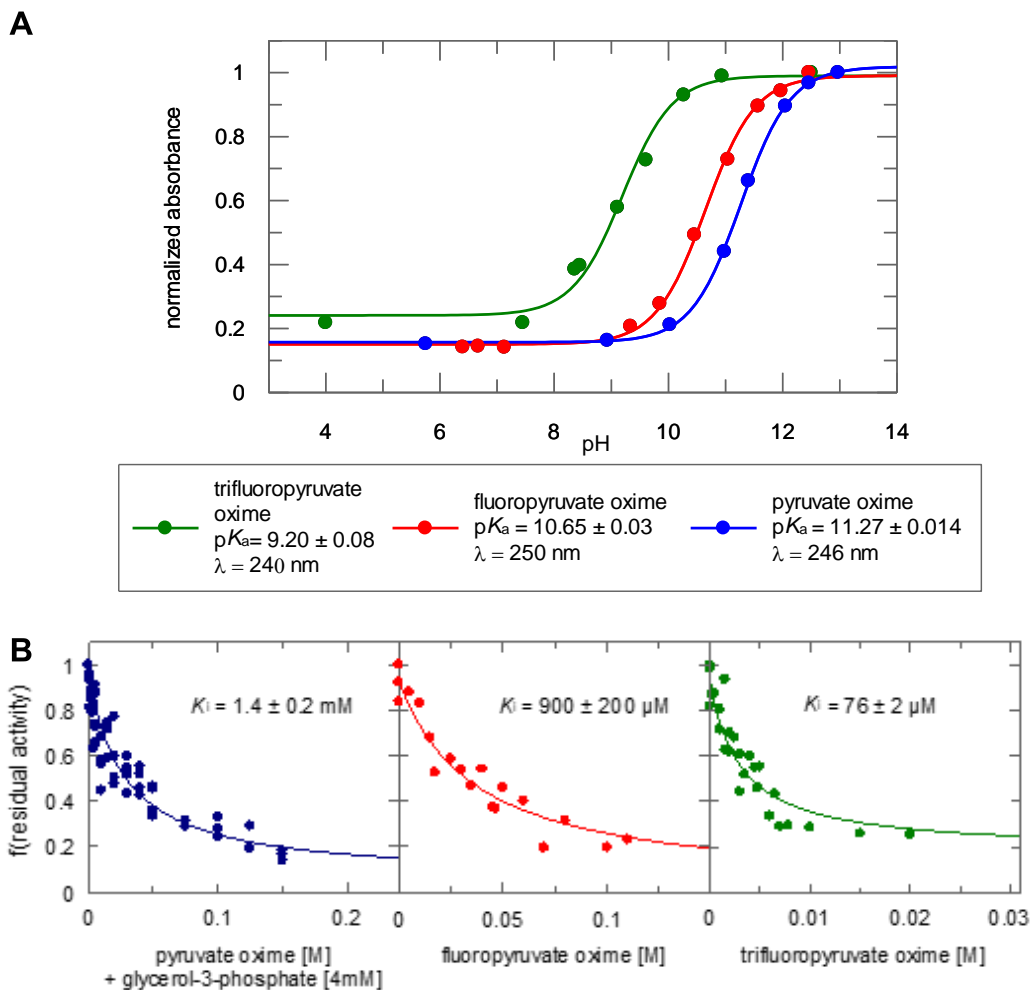 A
normalized absorbance
1
0.8
0.6
0.4
0.2
0
4 6 8 10 12 14
pH
trifluoropyruvate
oxime
pKa= 9.20 ± 0.08
λ = 240 nm
fluoropyruvate oxime
pKa = 10.65 ± 0.03
λ = 250 nm
pyruvate oxime
pKa = 11.27 ± 0.014
λ = 246 nm
B
f(residual activity)
1
0.8
0.6
0.4
0.2
0
Ki = 1.4 ± 0.2 mM
0 0.1 0.2
pyruvate oxime [M]
+ glycerol-3-phosphate [4mM]
Ki = 900 ± 200 µM
0 0.05 0.1
fluoropyruvate oxime [M]
Ki = 76 ± 2 µM
0 0.01 0.02 0.03
trifluoropyruvate oxime [M]